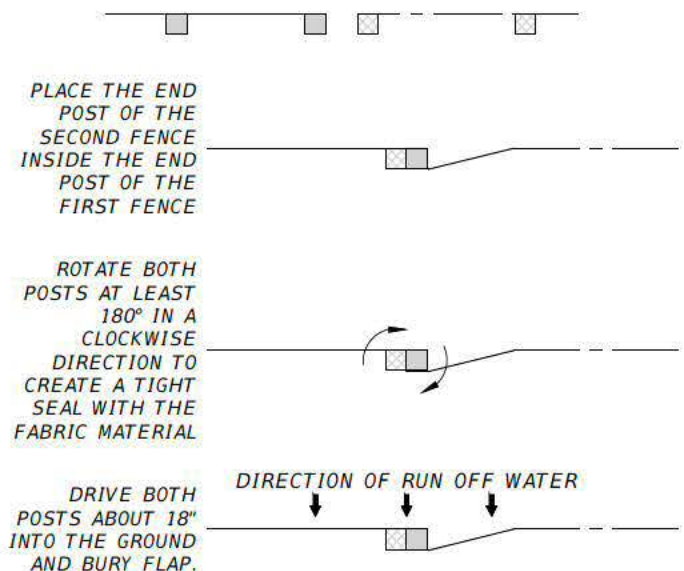 PLACE THE END
POST OF THE
SECOND FENCE
INSIDE THE END
POST OF THE
FIRST FENCE
ROTATE BOTH
POSTS AT LEAST
180° IN A
CLOCKWISE
DIRECTION TO
CREATE A TIGHT
SEAL WITH THE
FABRIC MATERIAL
DIRECTION OF RUN OFF WATER
DRIVE BOTH
POSTS ABOUT 18"
INTO THE GROUND
AND BURY FLAP.